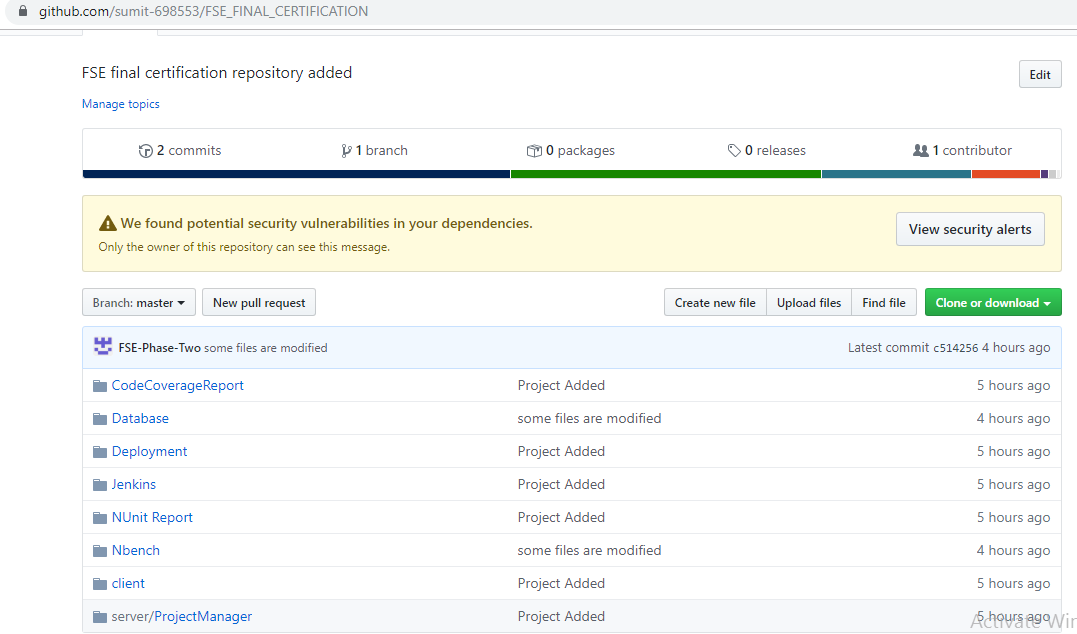 github.com/sumit-698553/FSE_FINAL_CERTIFICATION
FSE final certification repository added
Edit
Manage topics
2 commits 1 branch 0 packages 0 releases 1 contributor
We found potential security vulnerabilities in your dependencies.
Only the owner of this repository can see this message.
View security alerts
Branch: master New pull request Create new file Upload files Find file Clone or download
FSE-Phase-Two some files are modified Latest commit c514256 4 hours ago
CodeCoverageReport Project Added 5 hours ago
Database some files are modified 4 hours ago
Deployment Project Added 5 hours ago
Jenkins Project Added 5 hours ago
NUnit Report Project Added 5 hours ago
Nbench some files are modified 4 hours ago
client Project Added 5 hours ago
server/ProjectManager Project Added 5 hours ago
Activate Win